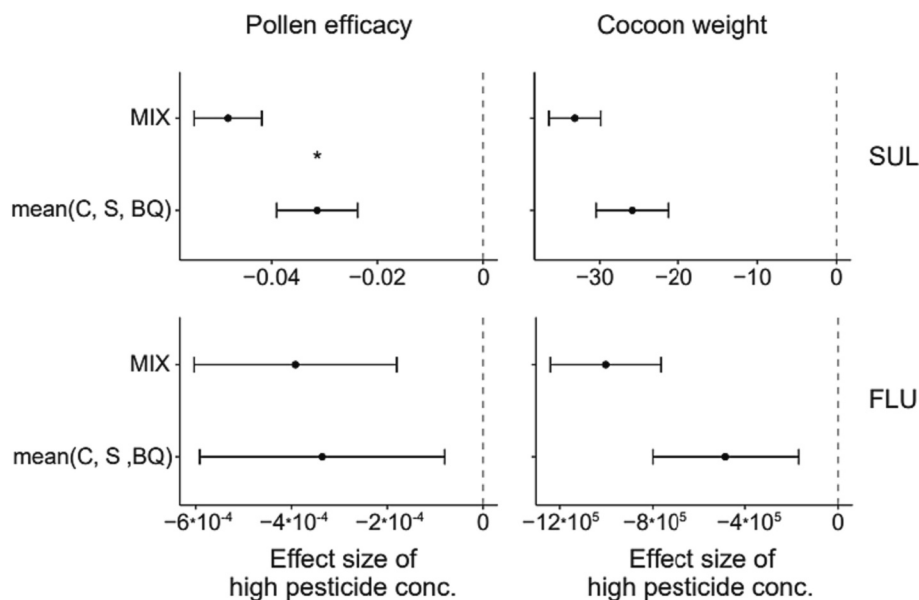 Pollen efficacy Cocoon weight
MIX
SUL
*
mean(C, S, BQ)
−0.04 −0.02 0 −30 −20 −10 0
MIX
FLU
mean(C, S ,BQ)
−6*10⁻⁴ −4*10⁻⁴ −2*10⁻⁴ 0 −12*10⁵ −8*10⁵ −4*10⁵ 0
Effect size of Effect size of
high pesticide conc. high pesticide conc.